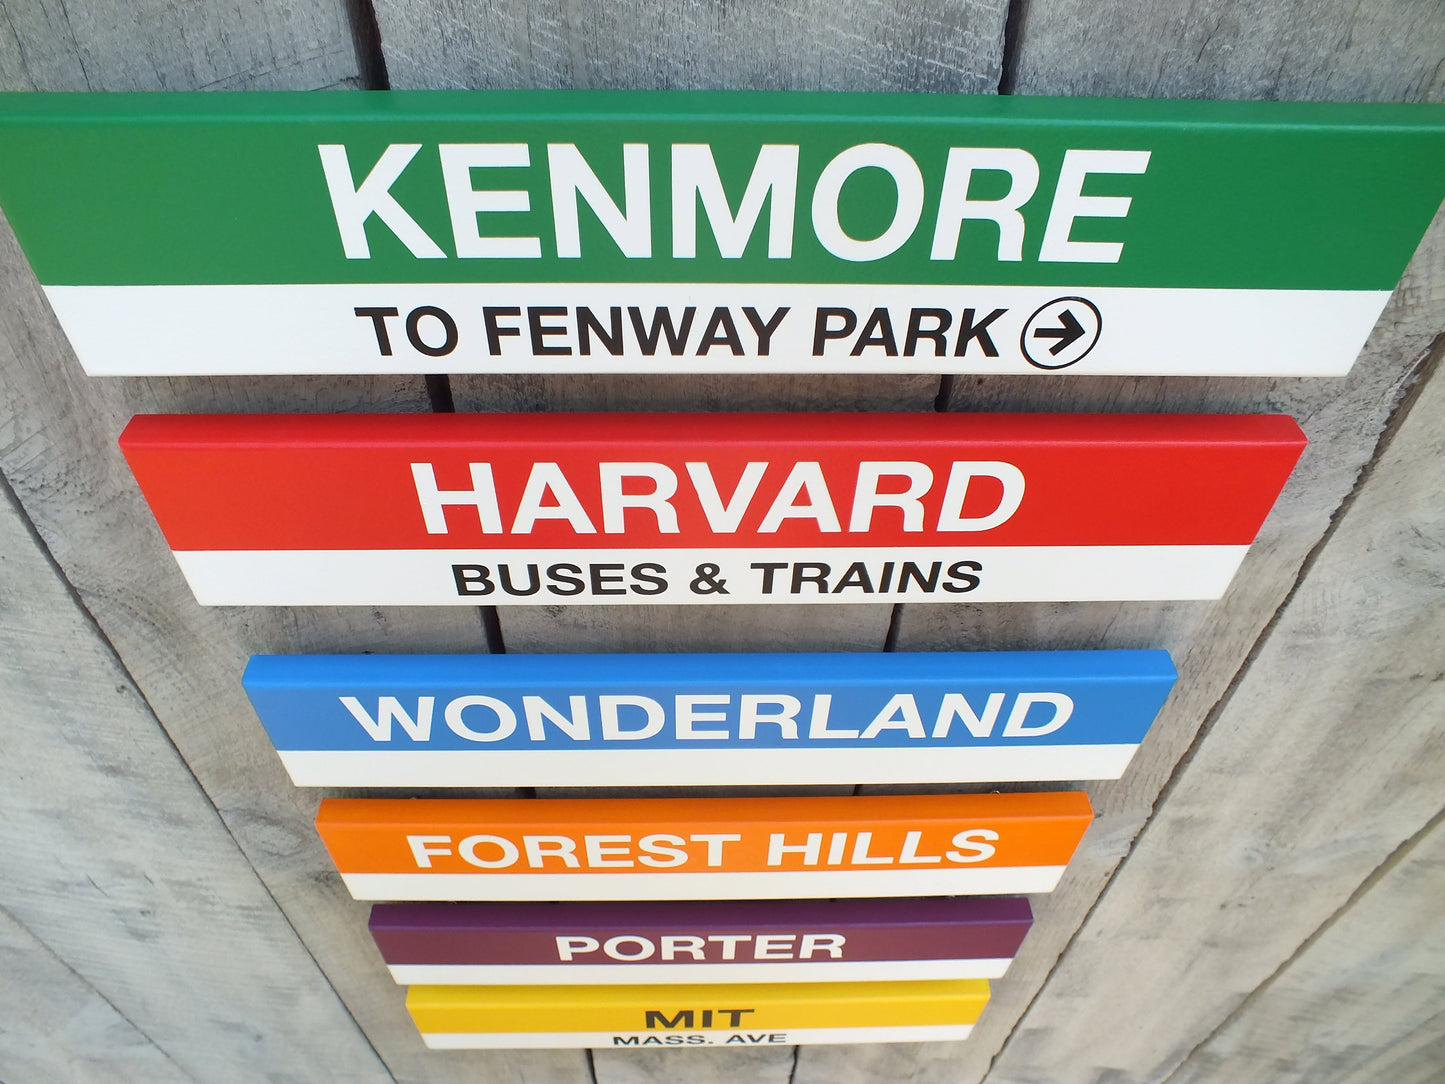 KENMORE
TO FENWAY PARK →
HARVARD
BUSES & TRAINS
WONDERLAND
FOREST HILLS
PORTER
MIT
MASS. AVE